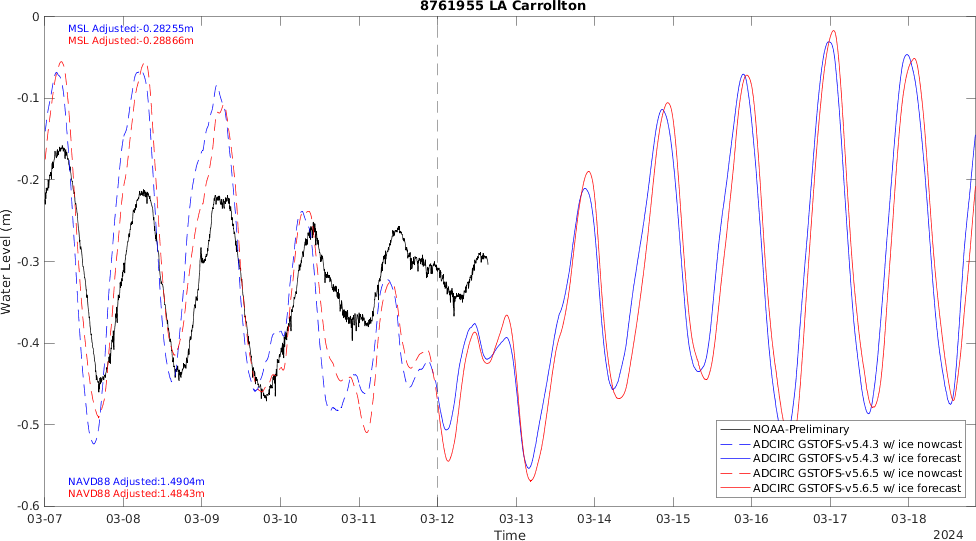 8761955 LA Carrollton
MSL Adjusted:-0.28255m
MSL Adjusted:-0.28866m
0
-0.1
-0.2
-0.3
-0.4
-0.5
-0.6
Water Level (m)
NAVD88 Adjusted:1.4904m
NAVD88 Adjusted:1.4843m
NOAA-Preliminary
ADCIRC GSTOFS-v5.4.3 w/ ice nowcast
ADCIRC GSTOFS-v5.4.3 w/ ice forecast
ADCIRC GSTOFS-v5.6.5 w/ ice nowcast
ADCIRC GSTOFS-v5.6.5 w/ ice forecast
03-07 03-08 03-09 03-10 03-11 03-12 03-13 03-14 03-15 03-16 03-17 03-18
Time
2024